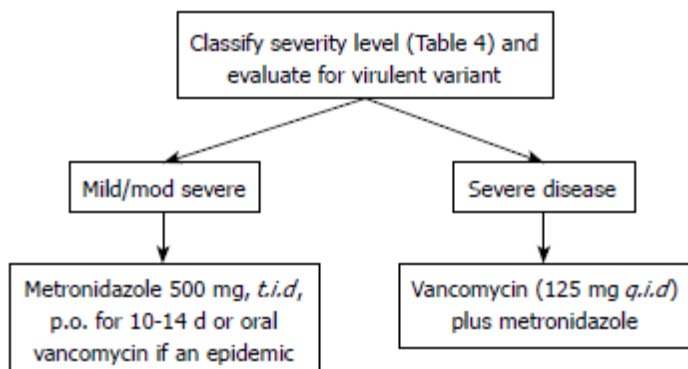 Classify severity level (Table 4) and
evaluate for virulent variant
Mild/mod severe
Severe disease
Metronidazole 500 mg, t.i.d,
p.o. for 10-14 d or oral
vancomycin if an epidemic
Vancomycin (125 mg q.i.d)
plus metronidazole